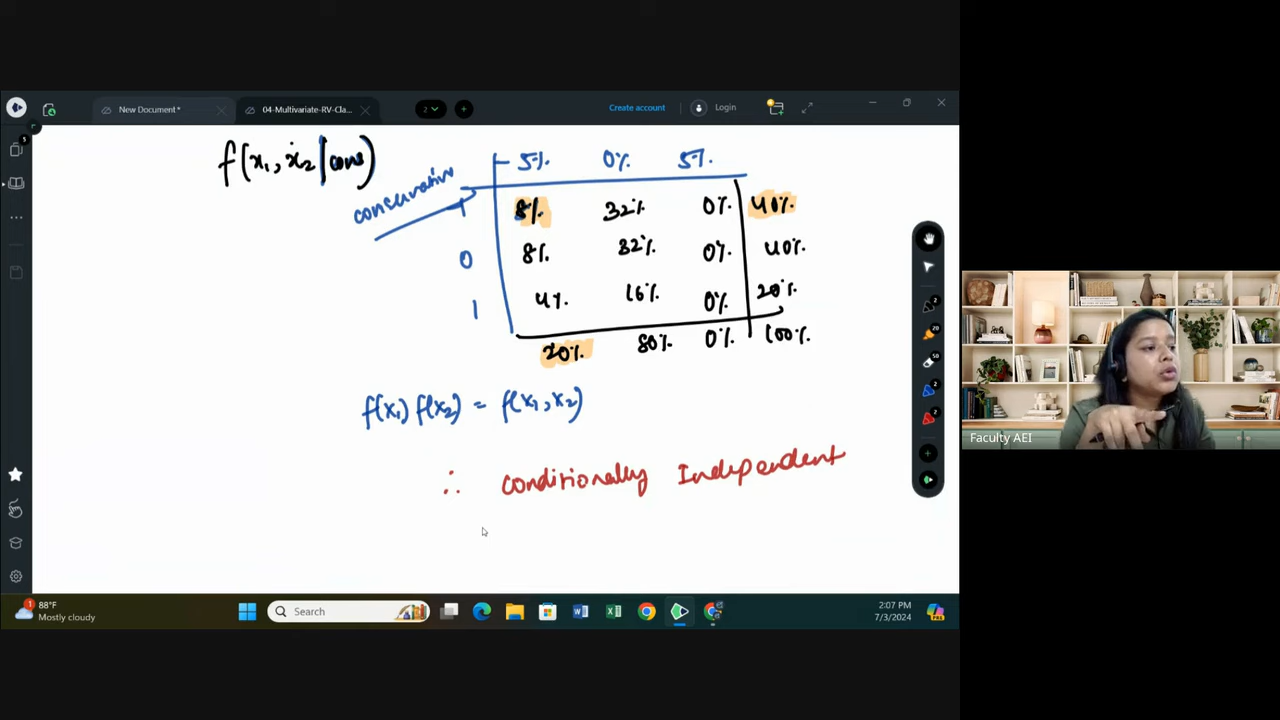 New Document* 04-Multivariate-RV-Cla... 2 Create account Login
f(x1, x2 | cons)
-5% 0% 5%
conservative
1 8% 32% 0% 40%
0 8% 32% 0% 40%
1 4% 16% 0% 20%
20% 80% 0% 100%
f(x1) f(x2) = f(x1, x2)
∴ conditionally Independent
Faculty AEI
88°F
Mostly cloudy
Search
2:07 PM
7/3/2024